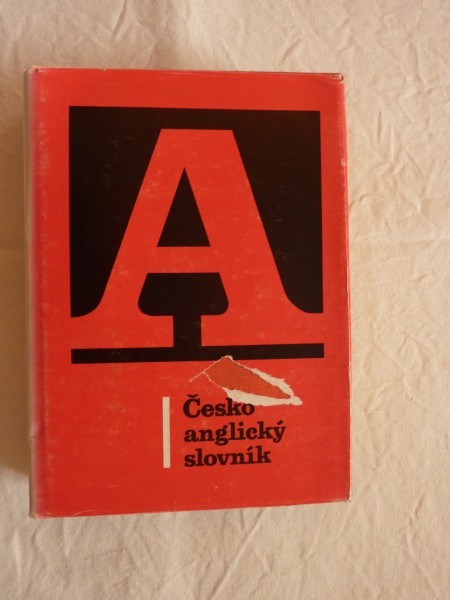 A
Česko
anglický
slovník